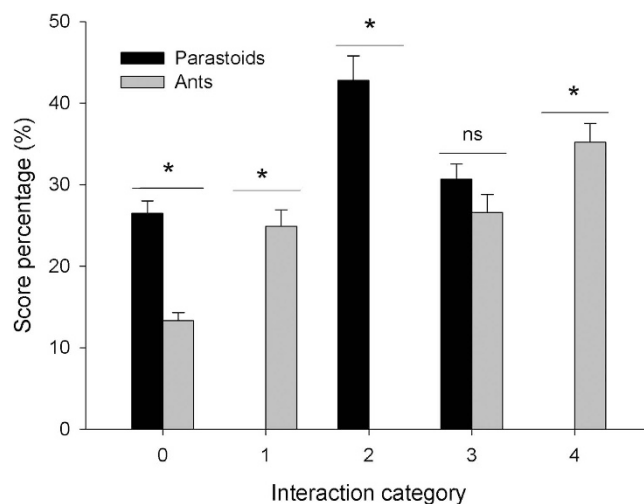 50
40
30
20
10
0
Score percentage (%)
Parastoids
Ants
*
*
*
ns
*
0 1 2 3 4
Interaction category